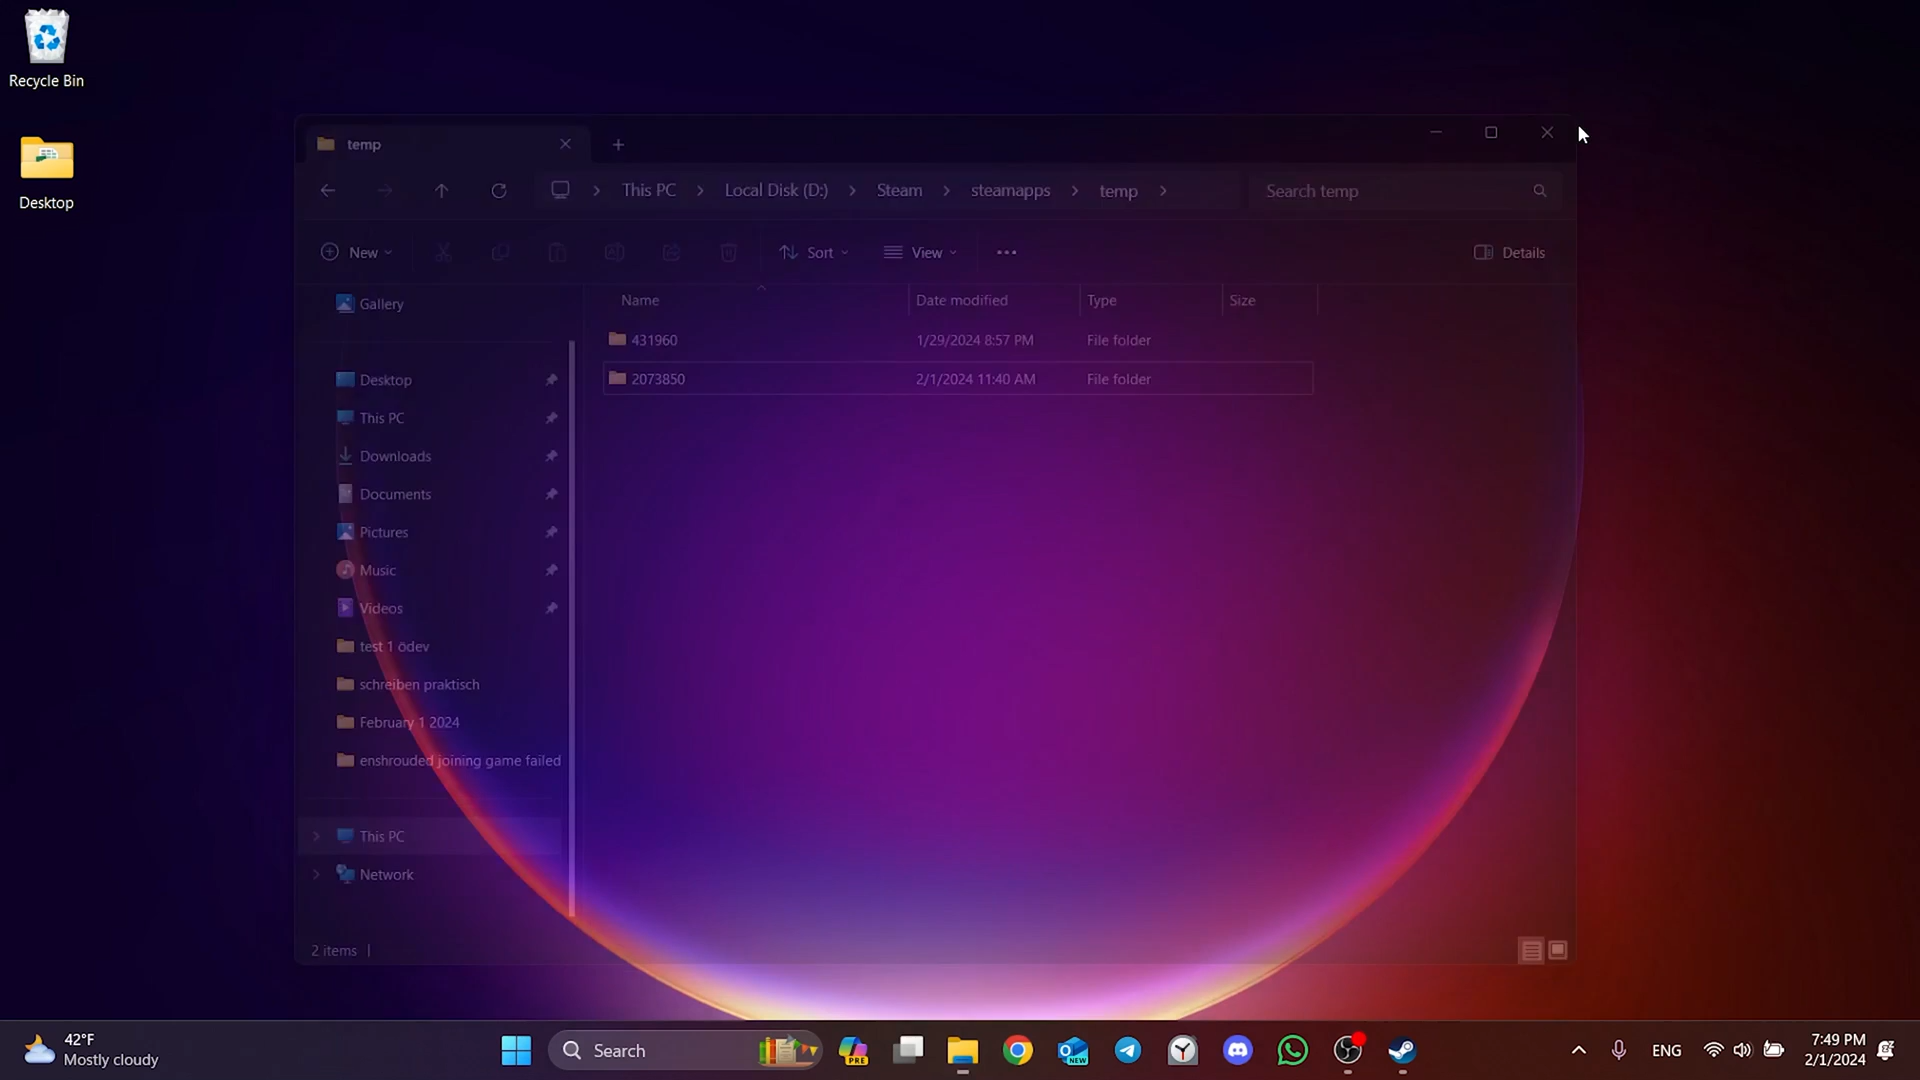 Recycle Bin
Desktop
temp
This PC
Local Disk (D:)
Steam
steamapps
temp
Search temp
New
Sort
View
Details
Name
Date modified
Type
Size
431960
1/29/2024 8:57 PM
File folder
2073850
2/1/2024 11:40 AM
File folder
Gallery
Desktop
This PC
Downloads
Documents
Pictures
Music
Videos
test 1 ödev
schreiben praktisch
February 1 2024
enshrouded joining game failed
This PC
Network
2 items
42°F
Mostly cloudy
Search
PRE
NEW
ENG
7:49 PM
2/1/2024